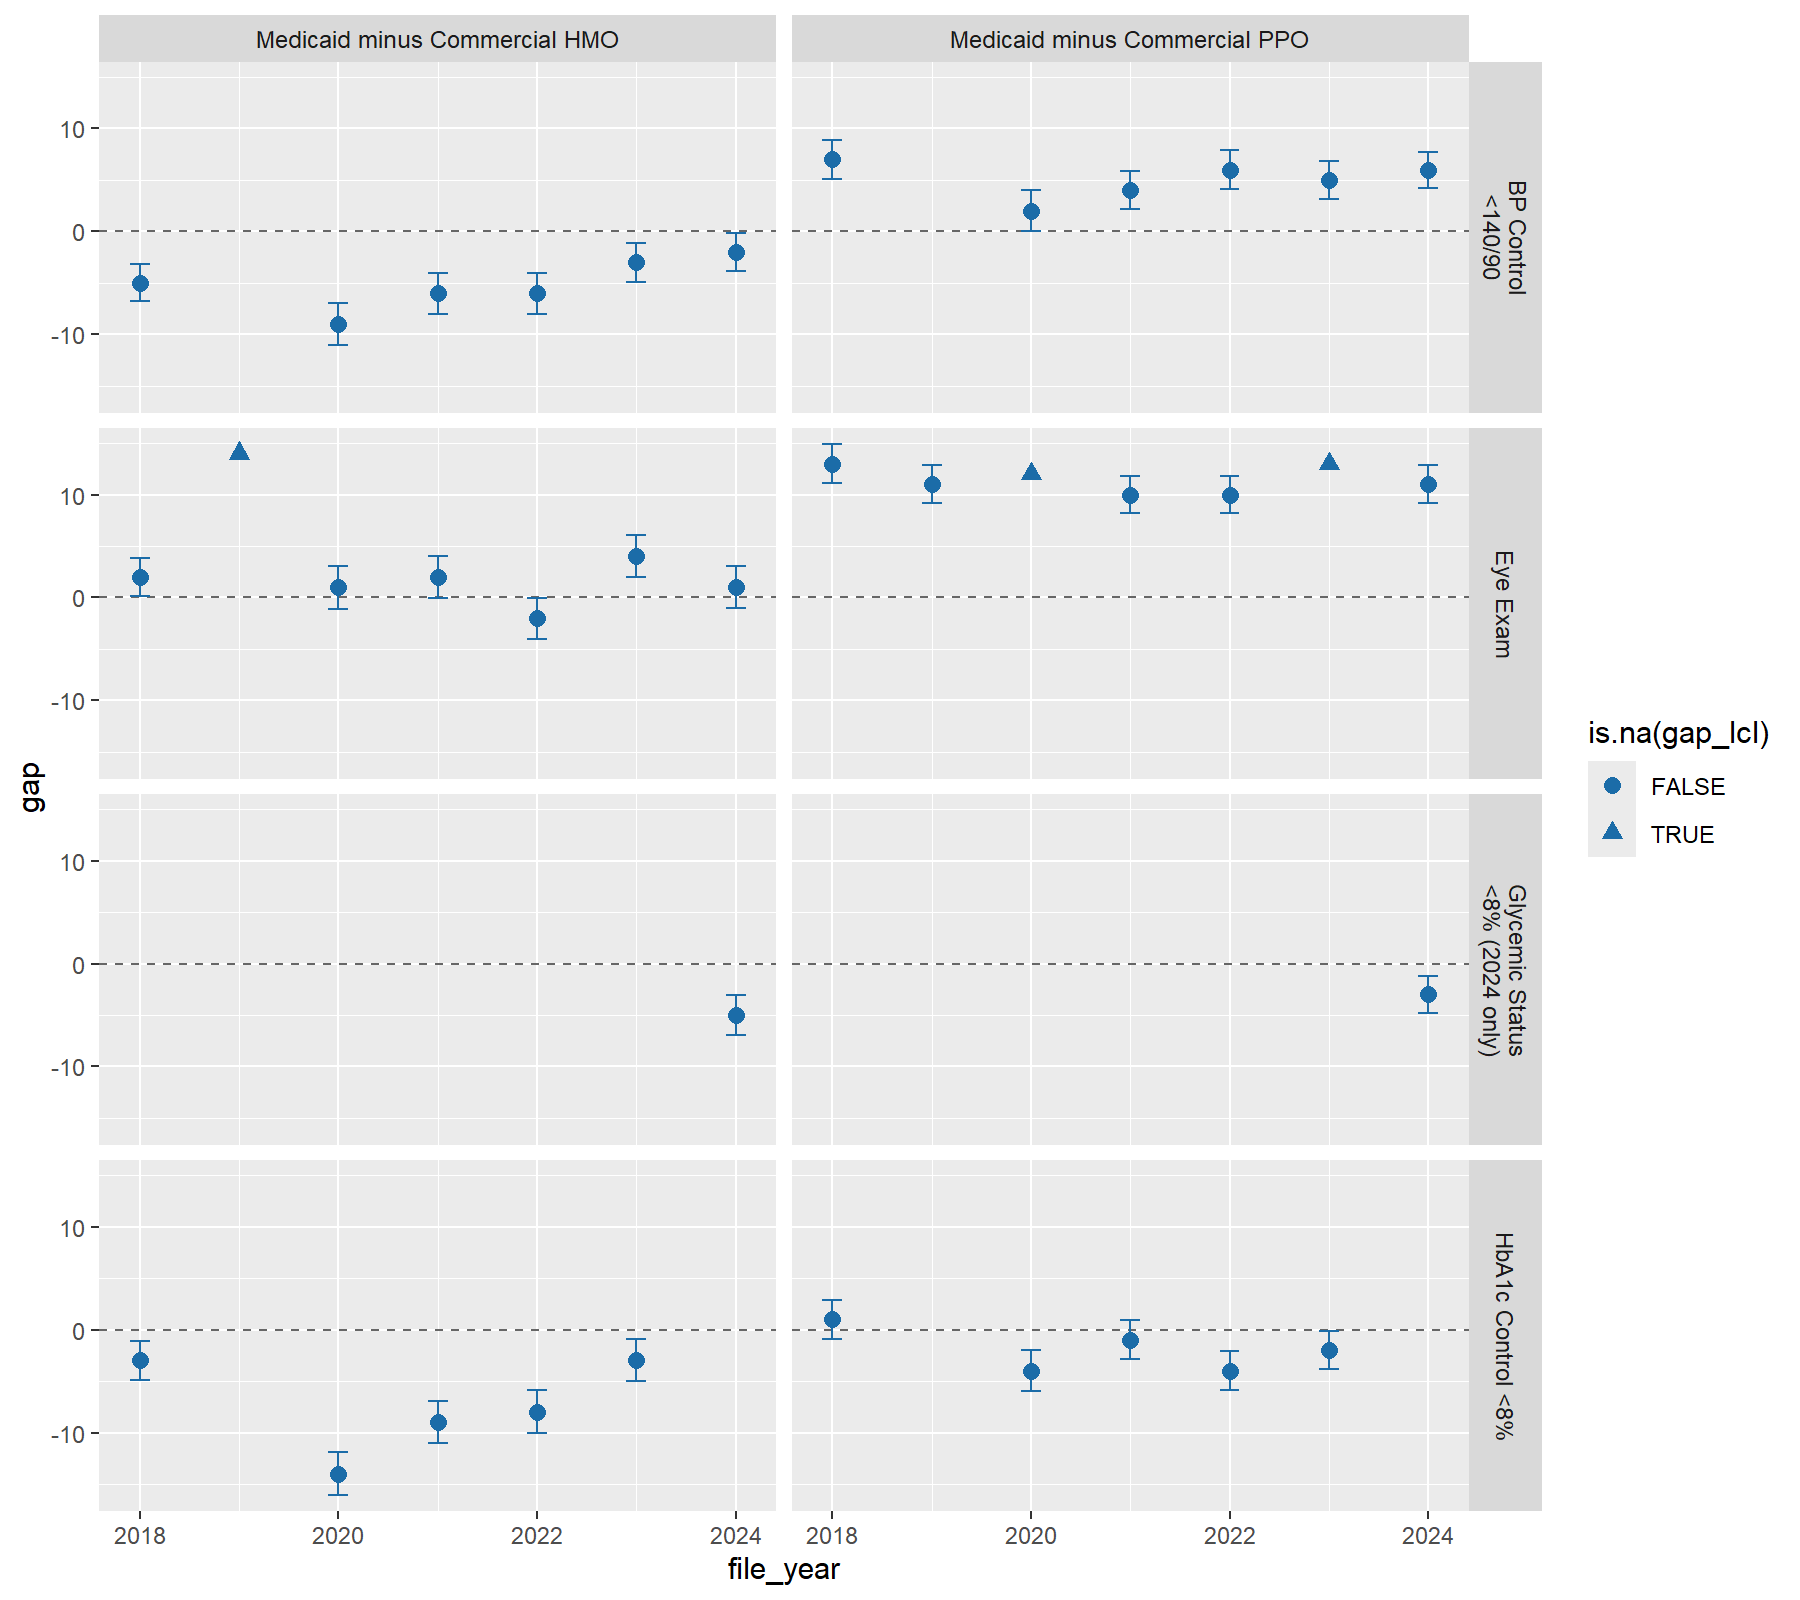 Medicaid minus Commercial HMO
Medicaid minus Commercial PPO
10
0
-10
BP Control
<140/90
10
0
-10
Eye Exam
10
0
-10
Glycemic Status
<8% (2024 only)
10
0
-10
HbA1c Control <8%
2018
2020
2022
2024
2018
2020
2022
2024
file_year
gap
is.na(gap_lcl)
FALSE
TRUE